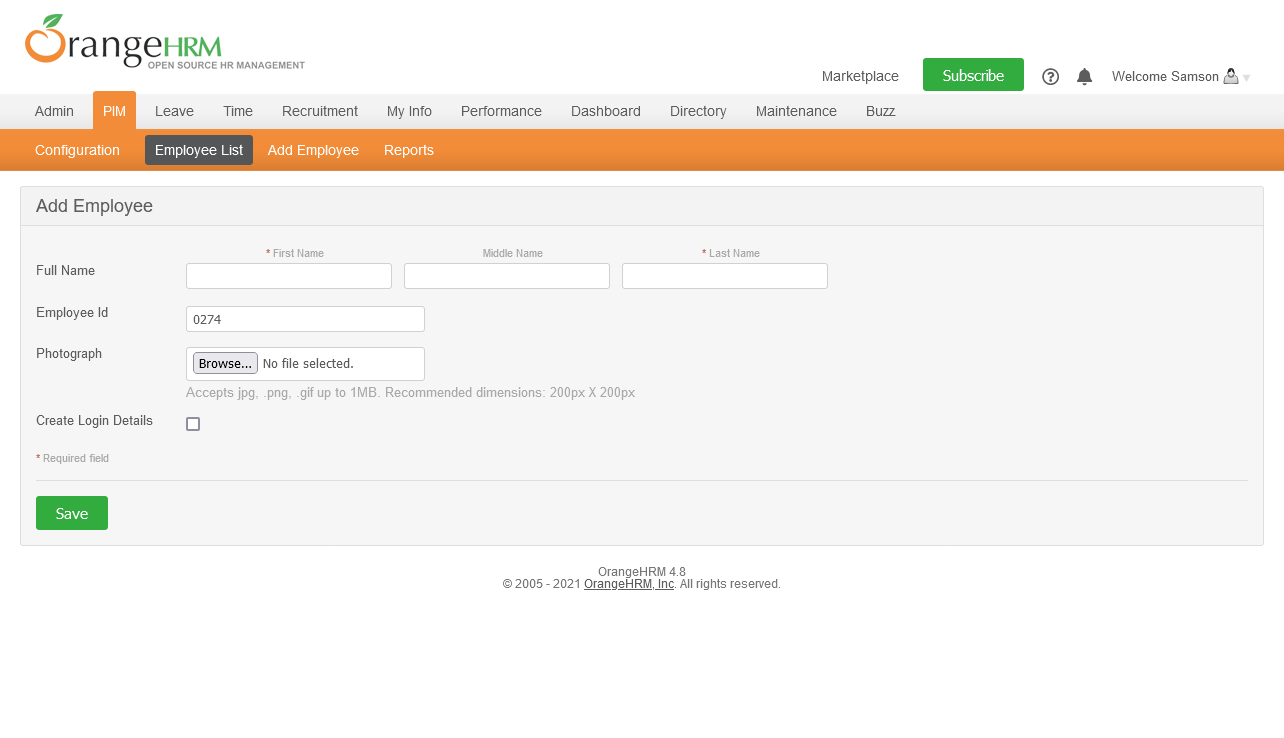 OrangeHRM
OPEN SOURCE HR MANAGEMENT
Marketplace Subscribe Welcome Samson
Admin PIM Leave Time Recruitment My Info Performance Dashboard Directory Maintenance Buzz
Configuration Employee List Add Employee Reports
Add Employee
* First Name Middle Name * Last Name
Full Name
Employee Id 0274
Photograph Browse... No file selected.
Accepts jpg, .png, .gif up to 1MB. Recommended dimensions: 200px X 200px
Create Login Details
* Required field
Save
OrangeHRM 4.8
© 2005 - 2021 OrangeHRM, Inc. All rights reserved.